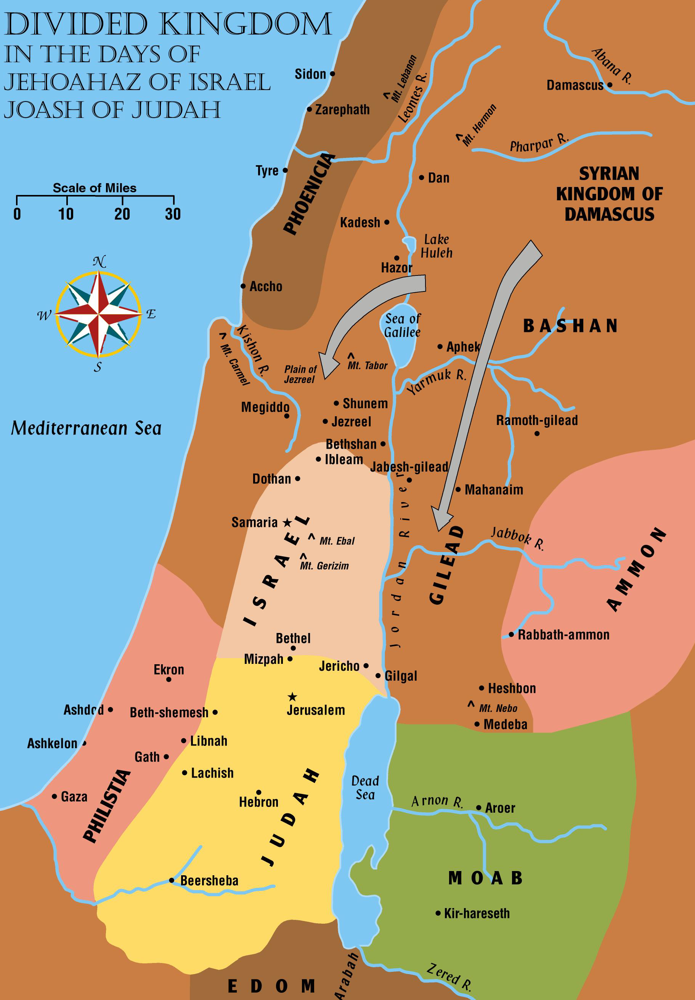 DIVIDED KINGDOM
IN THE DAYS OF
JEHOAHAZ OF ISRAEL
JOASH OF JUDAH
Sidon
Mt. Lebanon
Leontes R.
Abana R.
Damascus
Zarephath
^
Mt. Hermon
^
Pharpar R.
Tyre
PHOENICIA
Dan
SYRIAN
KINGDOM OF
DAMASCUS
Scale of Miles
0 10 20 30
Kadesh
Lake
Huleh
Hazor
N
W
E
S
Accho
Sea of
Galilee
BASHAN
Kishon R.
^
Mt. Carmel
Aphek
^
Mt. Tabor
Plain of
Jezreel
Yarmuk R.
Shunem
Megiddo
Jezreel
Ramoth-gilead
Mediterranean Sea
Bethshan
Ibleam
Jabesh-gilead
Dothan
Mahanaim
Samaria
ISRAEL
^
Mt. Ebal
^
Mt. Gerizim
Jordan River
GILEAD
Jabbok R.
AMMON
Rabbath-ammon
Bethel
Mizpah
Jericho
Gilgal
Ekron
Heshbon
^
Mt. Nebo
Ashdod
Beth-shemesh
Jerusalem
Medeba
Ashkelon
Libnah
Gath
Lachish
Dead
Sea
Gaza
PHILISTIA
Hebron
JUDAH
Arnon R.
Aroer
Beersheba
MOAB
Kir-hareseth
EDOM
Arabah
Zered R.